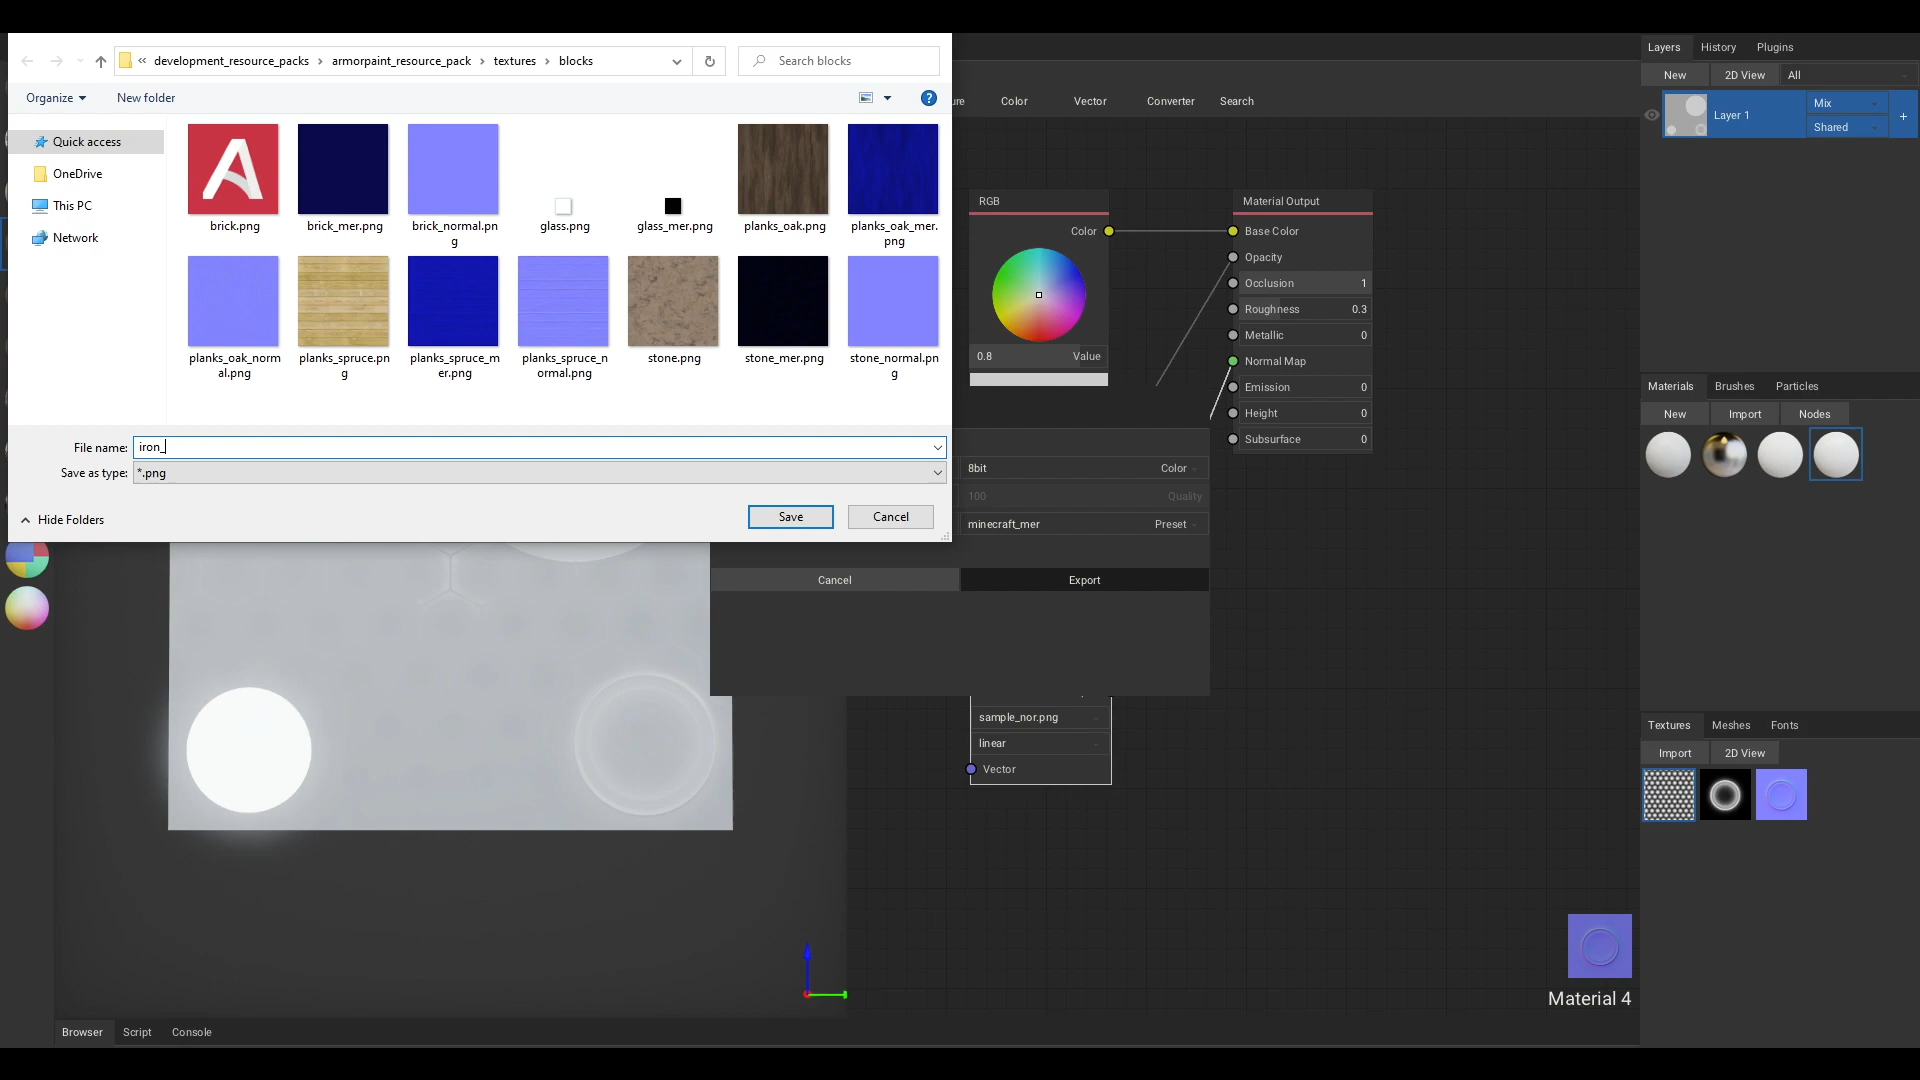 « development_resource_packs › armorpaint_resource_pack › textures › blocks
Search blocks
Organize
New folder
Quick access
OneDrive
This PC
Network
brick.png
brick_mer.png
brick_normal.pn
g
glass.png
glass_mer.png
planks_oak.png
planks_oak_mer.
png
planks_oak_norm
al.png
planks_spruce.pn
g
planks_spruce_m
er.png
planks_spruce_n
ormal.png
stone.png
stone_mer.png
stone_normal.pn
g
File name: iron_
Save as type: *.png
Hide Folders
Save
Cancel
ure
Color
Vector
Converter
Search
RGB
Color
0.8 Value
Material Output
Base Color
Opacity
Occlusion 1
Roughness 0.3
Metallic 0
Normal Map
Emission 0
Height 0
Subsurface 0
8bit Color
100 Quality
minecraft_mer Preset
Cancel
Export
sample_nor.png
linear
Vector
Layers
History
Plugins
New
2D View
All
Layer 1
Mix
Shared
+
Materials
Brushes
Particles
New
Import
Nodes
Textures
Meshes
Fonts
Import
2D View
Material 4
Browser
Script
Console